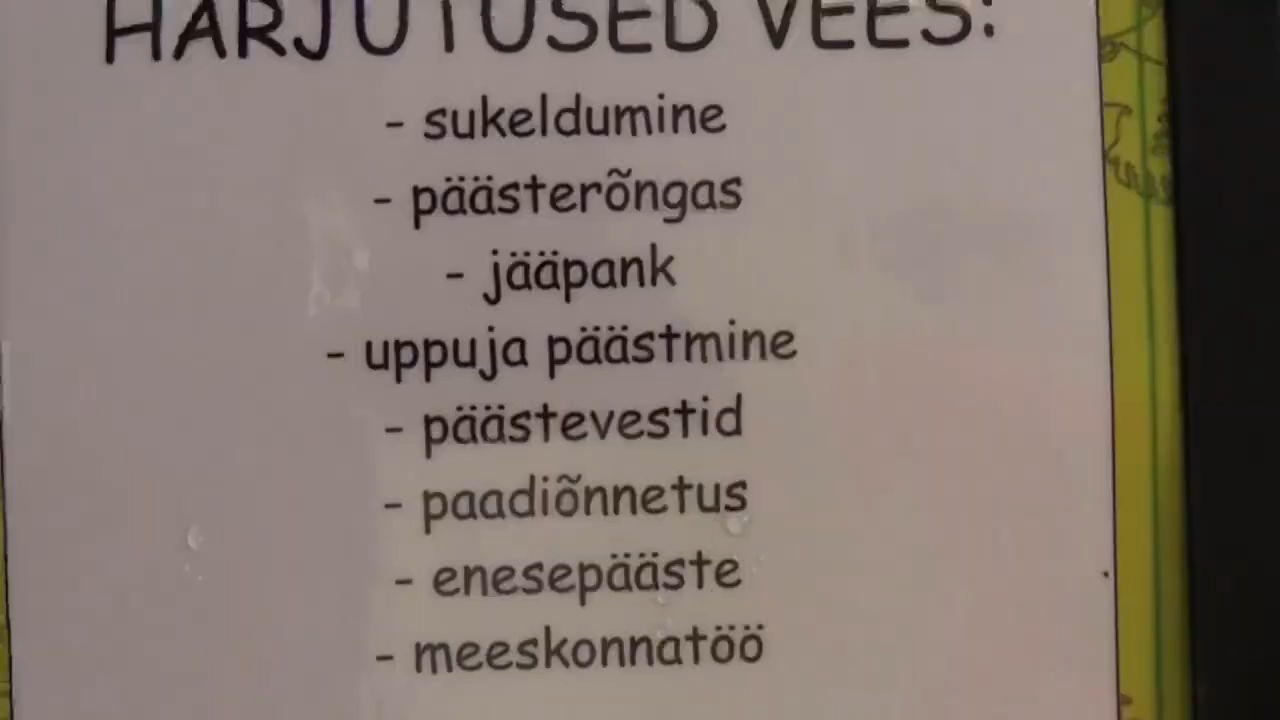 HARJUTUSED VEES:
- sukeldumine
- päästerõngas
- jääpank
- uppuja päästmine
- päästevestid
- paadiõnnetus
- enesepääste
- meeskonnatöö